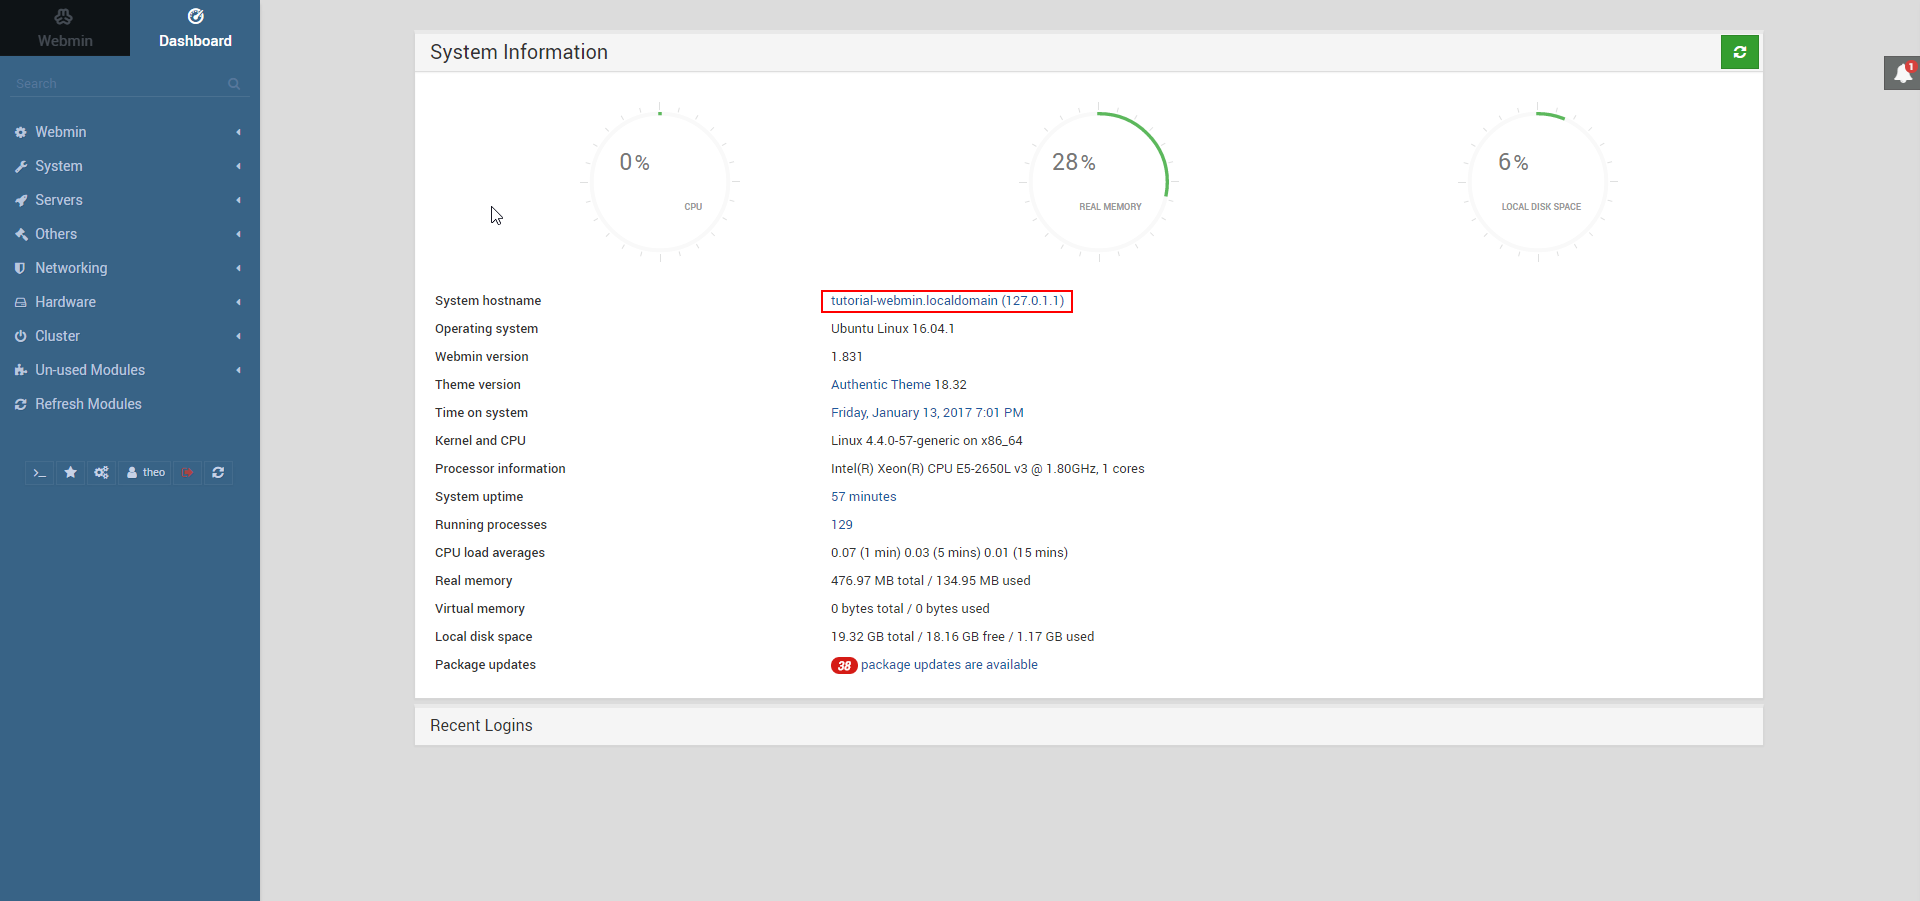 Webmin
Dashboard
Search
Webmin
System
Servers
Others
Networking
Hardware
Cluster
Un-used Modules
Refresh Modules
>_
theo
System Information
1
0%
CPU
28%
REAL MEMORY
6%
LOCAL DISK SPACE
System hostname tutorial-webmin.localdomain (127.0.1.1)
Operating system Ubuntu Linux 16.04.1
Webmin version 1.831
Theme version Authentic Theme 18.32
Time on system Friday, January 13, 2017 7:01 PM
Kernel and CPU Linux 4.4.0-57-generic on x86_64
Processor information Intel(R) Xeon(R) CPU E5-2650L v3 @ 1.80GHz, 1 cores
System uptime 57 minutes
Running processes 129
CPU load averages 0.07 (1 min) 0.03 (5 mins) 0.01 (15 mins)
Real memory 476.97 MB total / 134.95 MB used
Virtual memory 0 bytes total / 0 bytes used
Local disk space 19.32 GB total / 18.16 GB free / 1.17 GB used
Package updates 38 package updates are available
Recent Logins